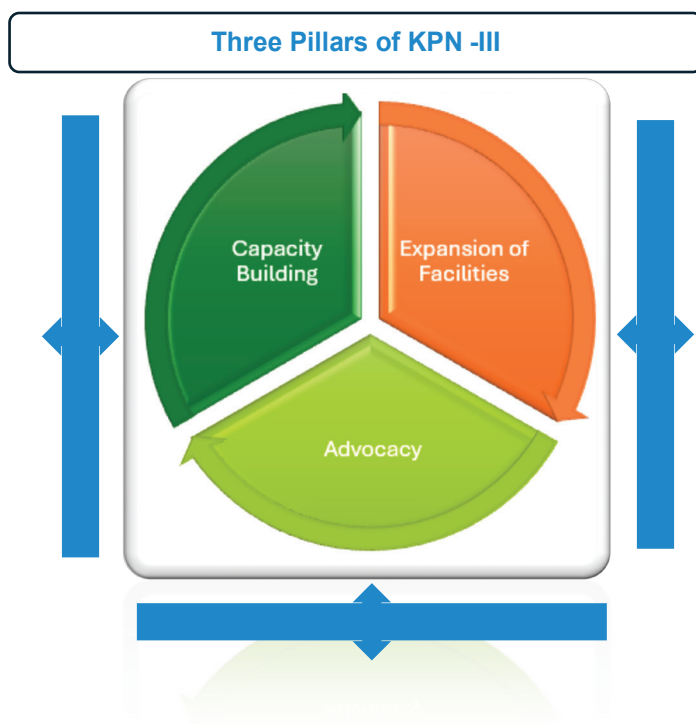 Three Pillars of KPN -III
Capacity
Building
Expansion of
Facilities
Advocacy